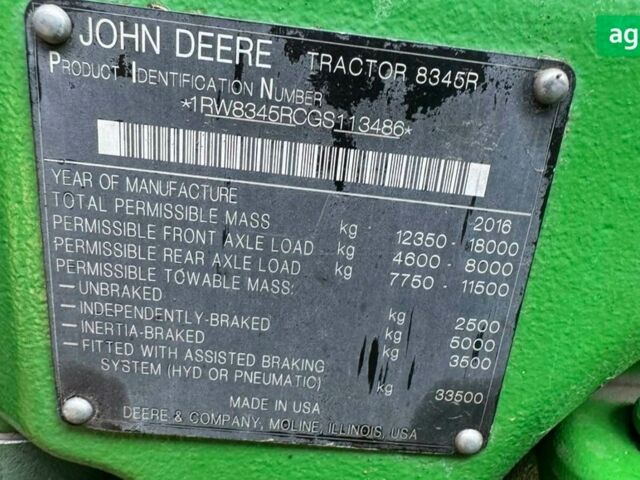 ag
JOHN DEERE TRACTOR 8345R
PRODUCT IDENTIFICATION NUMBER
*1RW8345RCGS113486*
YEAR OF MANUFACTURE 2016
TOTAL PERMISSIBLE MASS kg 12350 - 18000
PERMISSIBLE FRONT AXLE LOAD kg 4600 - 8000
PERMISSIBLE REAR AXLE LOAD kg 7750 - 11500
PERMISSIBLE TOWABLE MASS:
- UNBRAKED kg 2500
- INDEPENDENTLY-BRAKED kg 5000
- INERTIA-BRAKED kg 3500
- FITTED WITH ASSISTED BRAKING
SYSTEM (HYD OR PNEUMATIC) kg 33500
MADE IN USA
DEERE & COMPANY, MOLINE, ILLINOIS, USA